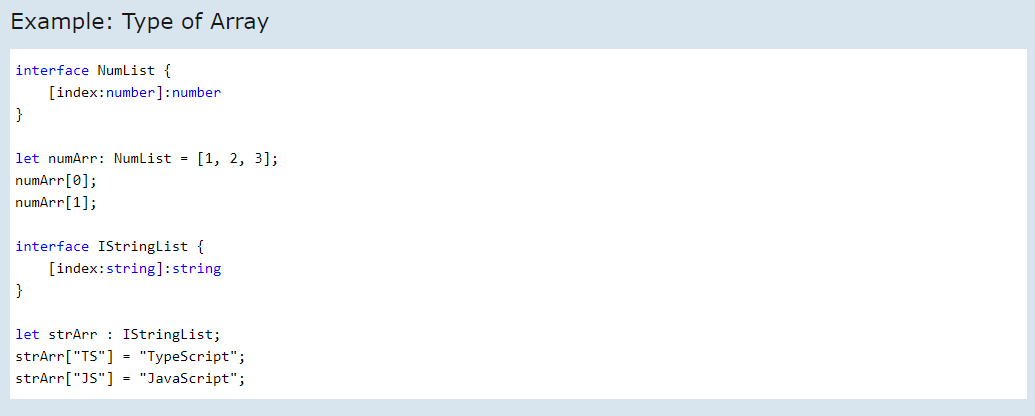 Example: Type of Array
interface NumList {
    [index:number]:number
}

let numArr: NumList = [1, 2, 3];
numArr[0];
numArr[1];

interface IStringList {
    [index:string]:string
}

let strArr : IStringList;
strArr["TS"] = "TypeScript";
strArr["JS"] = "JavaScript";